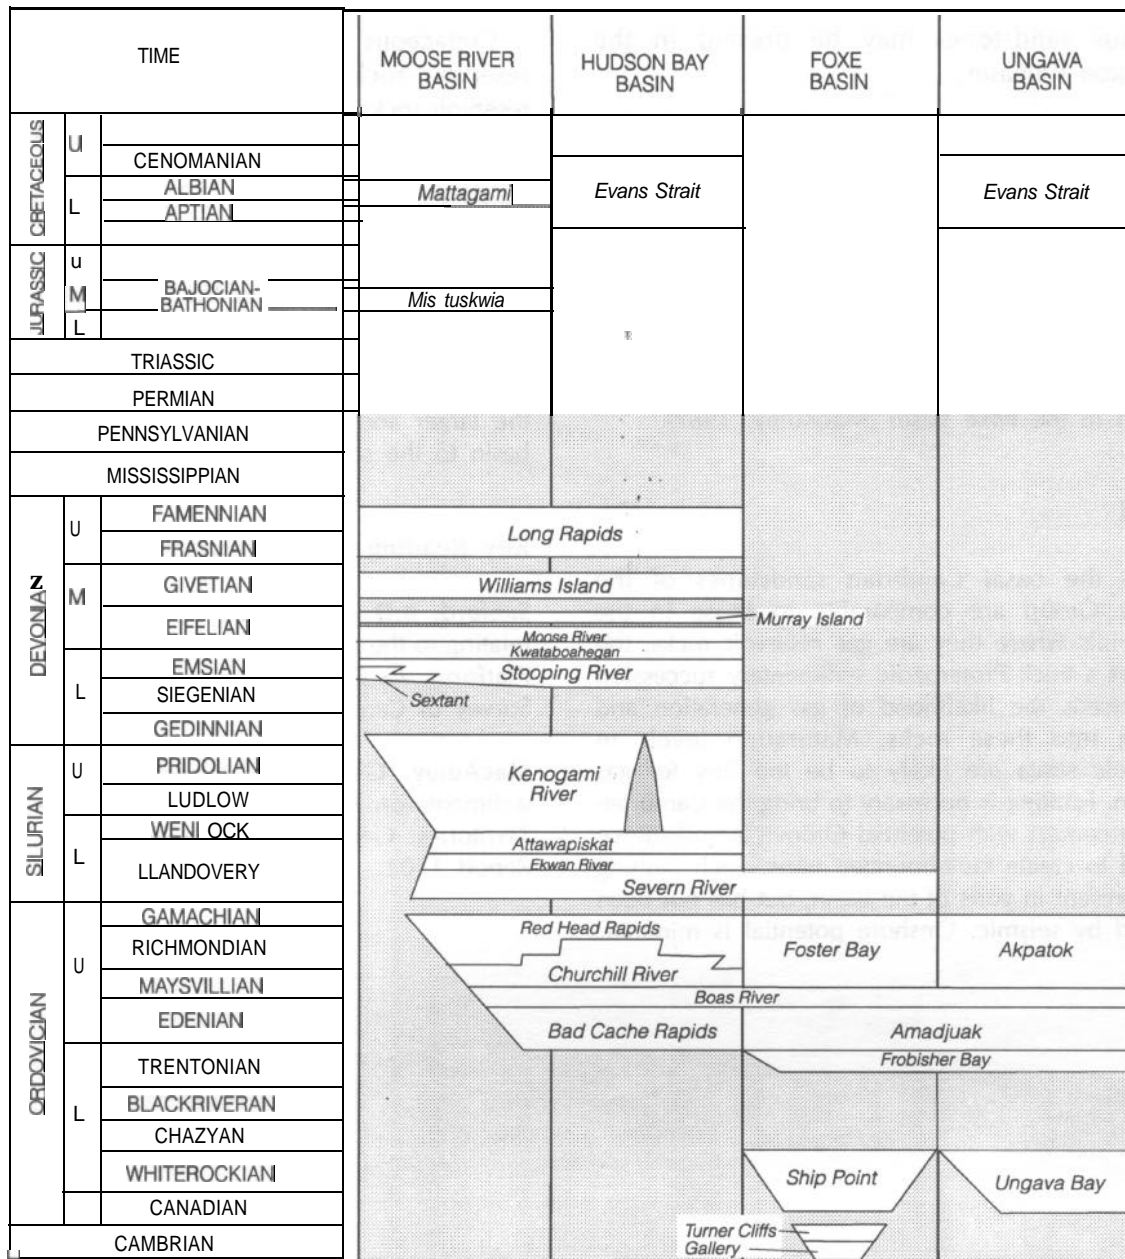 TIME
MOOSE RIVER
BASIN
HUDSON BAY
BASIN
FOXE
BASIN
UNGAVA
BASIN
CRETACEOUS
U
CENOMANIAN
L
ALBIAN
APTIAN
Mattagami
Evans Strait
Evans Strait
JURASSIC
u
M
BAJOCIAN-
BATHONIAN
Mis tuskwia
L
TRIASSIC
PERMIAN
PENNSYLVANIAN
MISSISSIPPIAN
DEVONIAZ
U
FAMENNIAN
FRASNIAN
Long Rapids
M
GIVETIAN
EIFELIAN
Williams Island
Murray Island
Moose River
Kwataboahegan
L
EMSIAN
SIEGENIAN
GEDINNIAN
Stooping River
Sextant
SILURIAN
U
PRIDOLIAN
LUDLOW
Kenogami
River
L
WENI OCK
LLANDOVERY
Attawapiskat
Ekwan River
Severn River
ORDOVICIAN
U
GAMACHIAN
RICHMONDIAN
MAYSVILLIAN
EDENIAN
Red Head Rapids
Churchill River
Foster Bay
Akpatok
Boas River
Bad Cache Rapids
Amadjuak
Frobisher Bay
L
TRENTONIAN
BLACKRIVERAN
CHAZYAN
WHITEROCKIAN
CANADIAN
Ship Point
Ungava Bay
CAMBRIAN
Turner Cliffs
Gallery